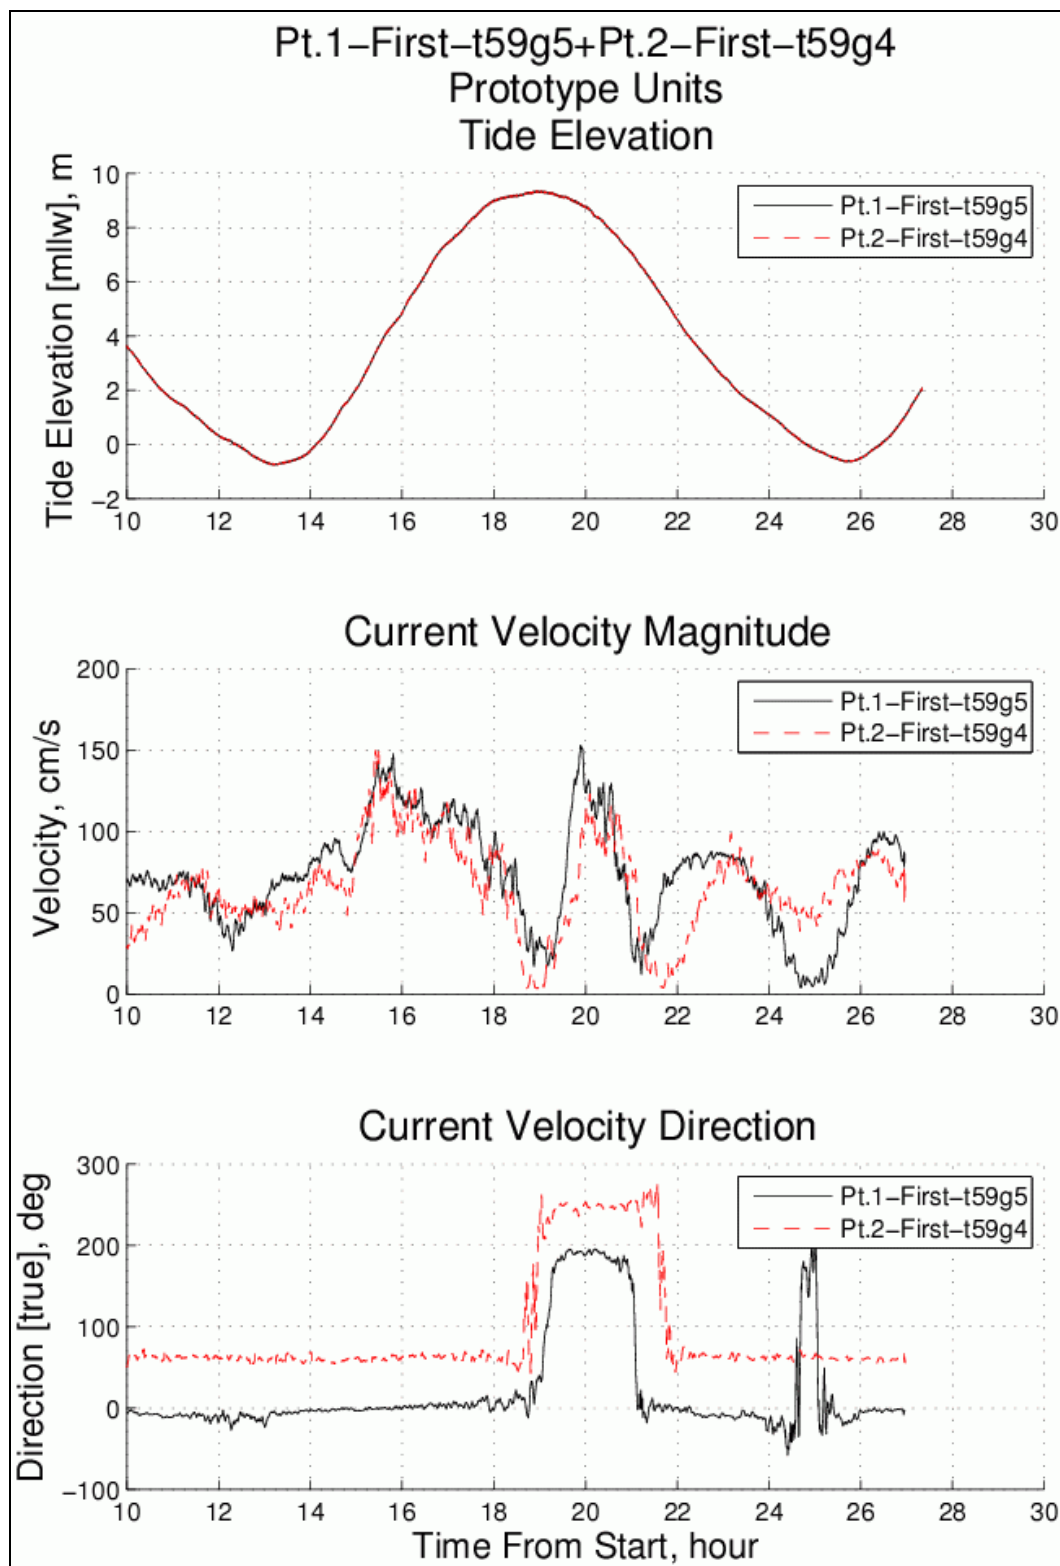 Pt.1−First−t59g5+Pt.2−First−t59g4
Prototype Units
Tide Elevation
Tide Elevation [mllw], m
10
8
6
4
2
0
−2
Pt.1−First−t59g5
Pt.2−First−t59g4
10 12 14 16 18 20 22 24 26 28 30
Current Velocity Magnitude
Velocity, cm/s
200
150
100
50
0
Pt.1−First−t59g5
Pt.2−First−t59g4
10 12 14 16 18 20 22 24 26 28 30
Current Velocity Direction
Direction [true], deg
300
200
100
0
−100
Pt.1−First−t59g5
Pt.2−First−t59g4
10 12 14 16 18 20 22 24 26 28 30
Time From Start, hour